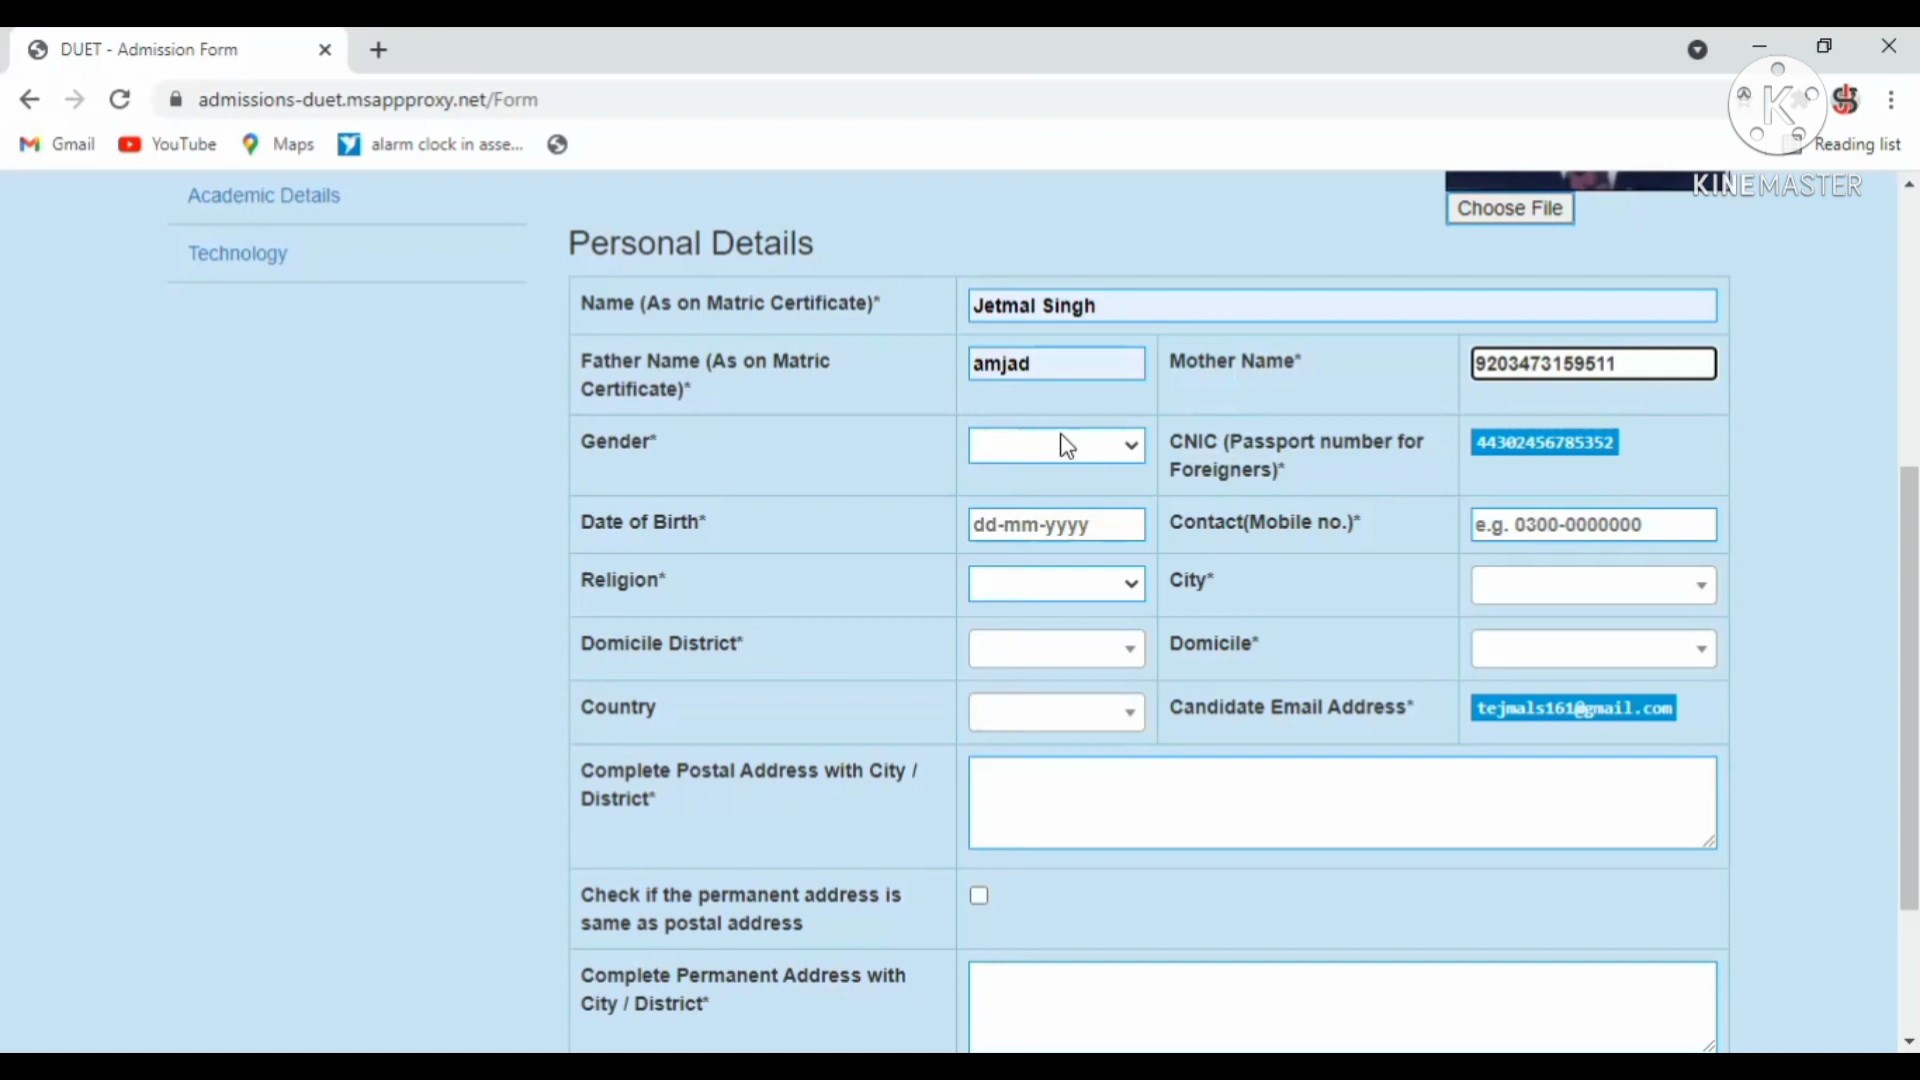 DUET - Admission Form
admissions-duet.msappproxy.net/Form
Gmail
YouTube
Maps
alarm clock in asse...
Reading list
K
KINEMASTER
Academic Details
Technology
Choose File
Personal Details
Name (As on Matric Certificate)*
Jetmal Singh
Father Name (As on Matric
Certificate)*
amjad
Mother Name*
9203473159511
Gender*
CNIC (Passport number for
Foreigners)*
44302456785352
Date of Birth*
dd-mm-yyyy
Contact(Mobile no.)*
e.g. 0300-0000000
Religion*
City*
Domicile District*
Domicile*
Country
Candidate Email Address*
tejmals161@gmail.com
Complete Postal Address with City /
District*
Check if the permanent address is
same as postal address
Complete Permanent Address with
City / District*